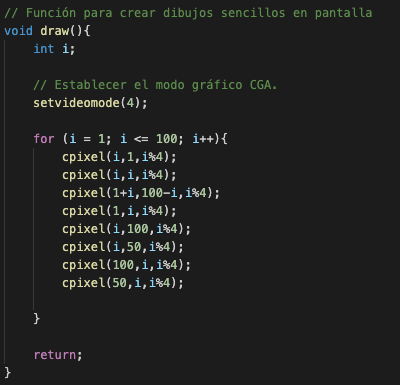 // Función para crear dibujos sencillos en pantalla
void draw(){
    int i;

    // Establecer el modo gráfico CGA.
    setvideomode(4);

    for (i = 1; i <= 100; i++){
        cpixel(i,1,i%4);
        cpixel(i,i,i%4);
        cpixel(1+i,100-i,i%4);
        cpixel(1,i,i%4);
        cpixel(i,100,i%4);
        cpixel(i,50,i%4);
        cpixel(100,i,i%4);
        cpixel(50,i,i%4);

    }

    return;
}